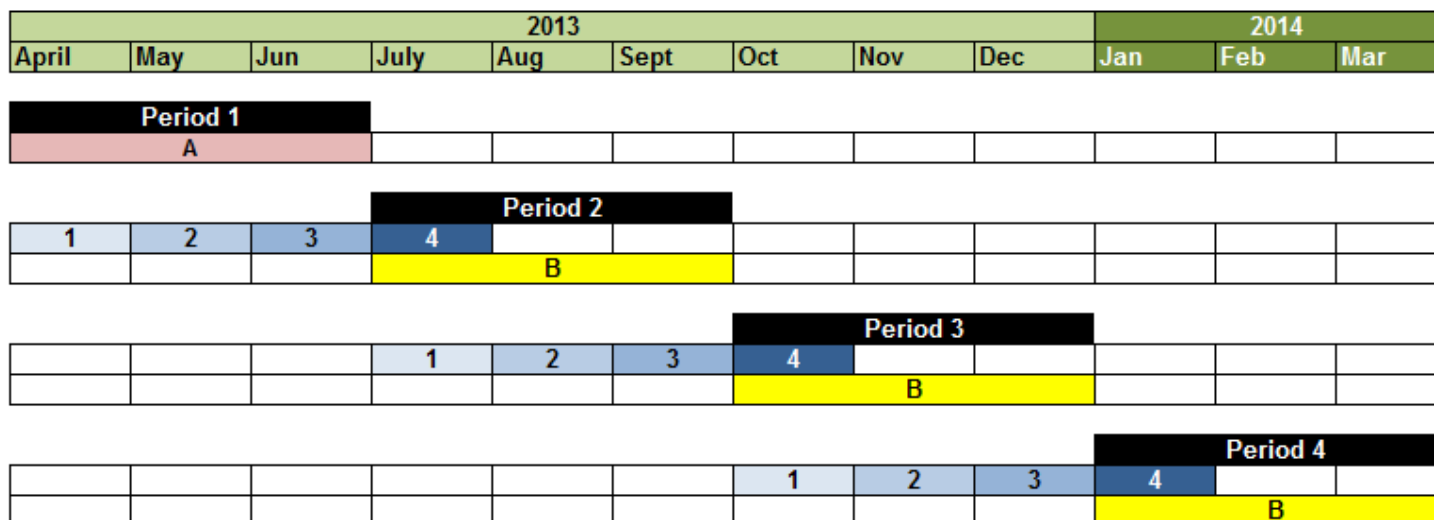 2013 2014
April May Jun July Aug Sept Oct Nov Dec Jan Feb Mar
Period 1
A
Period 2
1 2 3 4
B
Period 3
1 2 3 4
B
Period 4
1 2 3 4
B